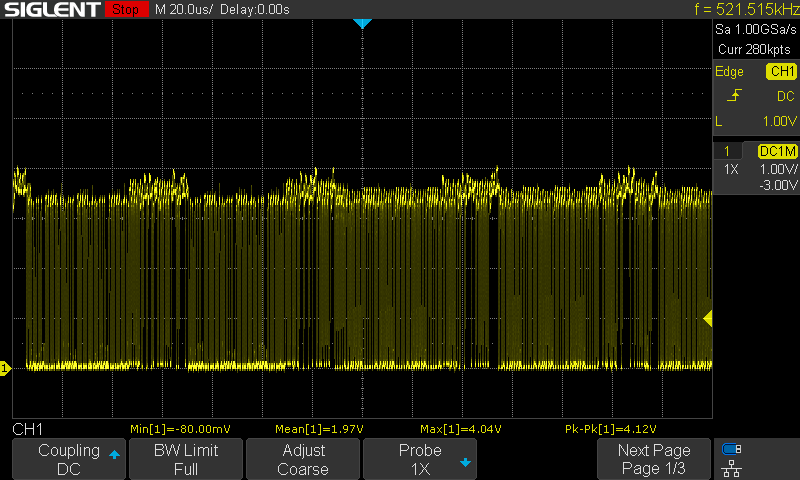 SIGLENT Stop M 20.0us/ Delay:0.00s f = 521.515kHz
Sa 1.00GSa/s
Curr 280kpts
Edge CH1
DC
L 1.00V
1 DC1M
1X 1.00V/
-3.00V
1
CH1 Min[1]=-80.00mV Mean[1]=1.97V Max[1]=4.04V Pk-Pk[1]=4.12V
Coupling BW Limit Adjust Probe Next Page
DC Full Coarse 1X Page 1/3